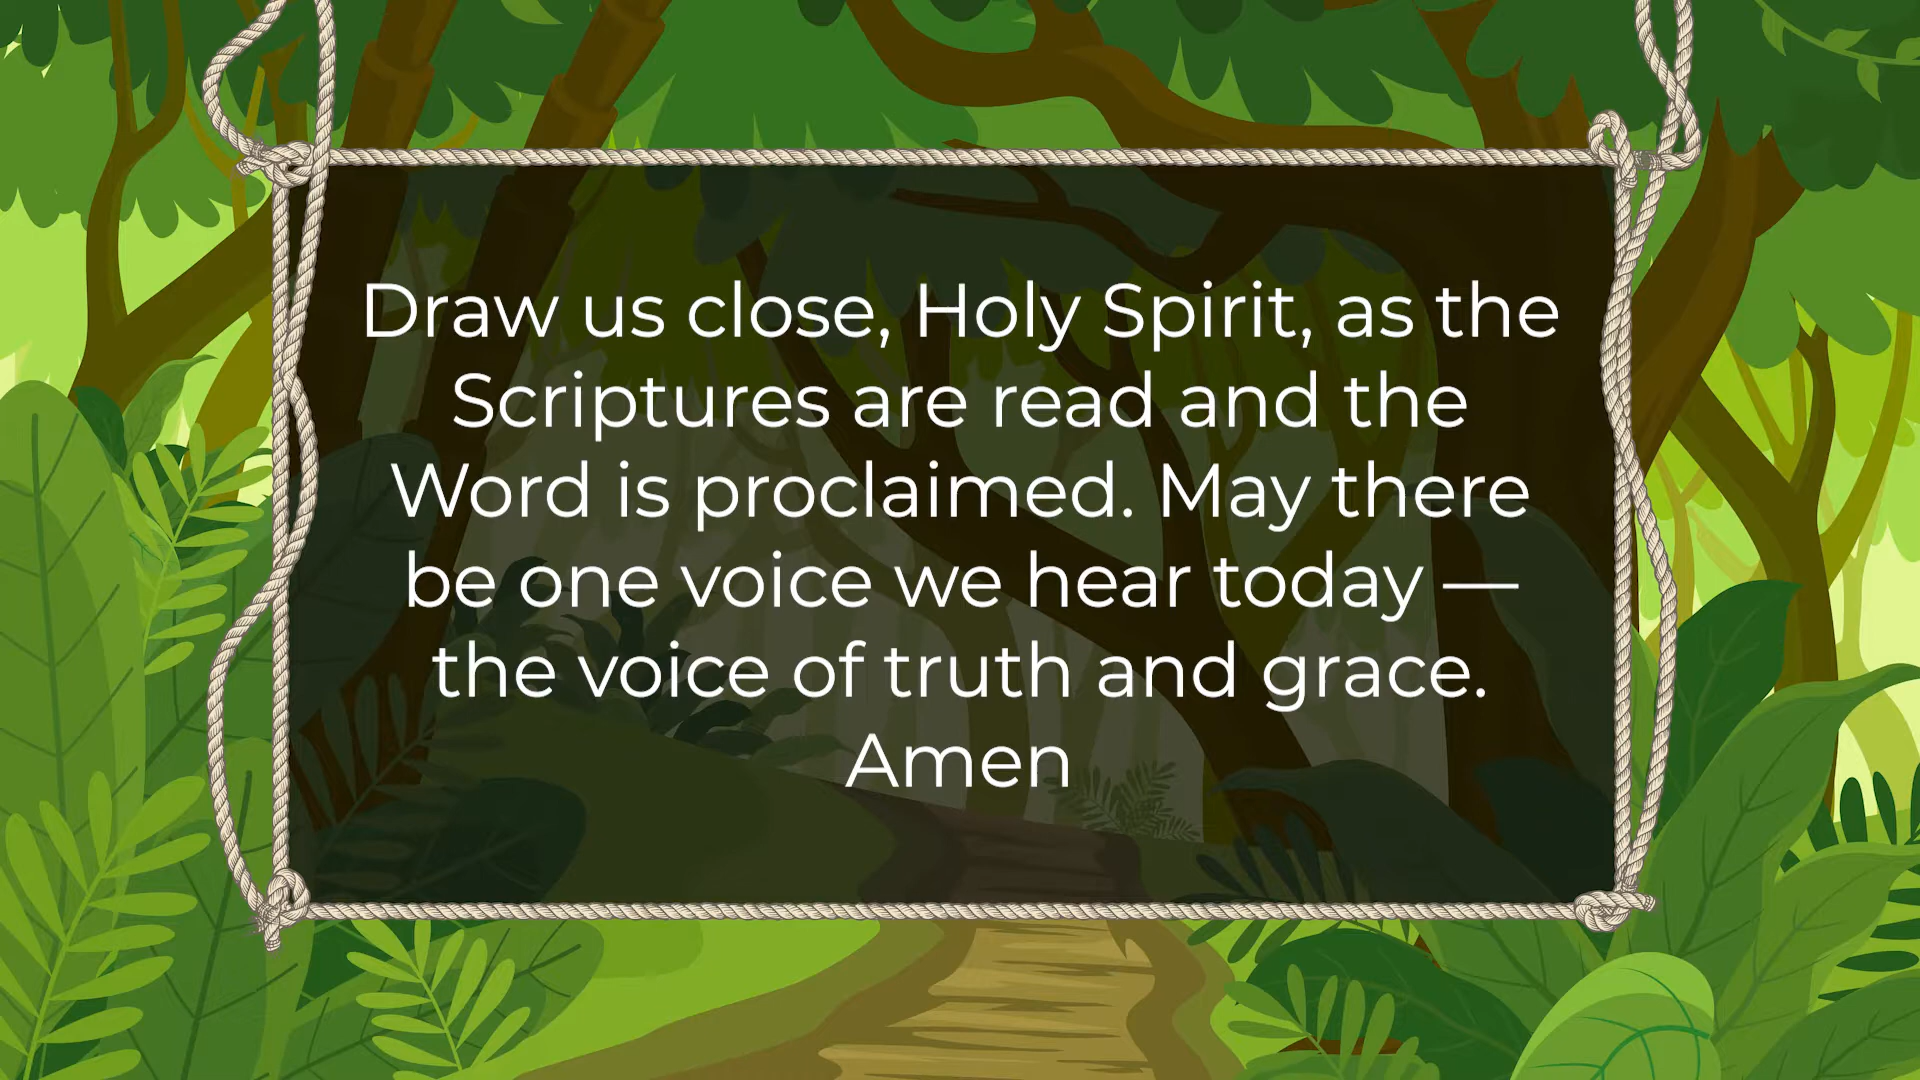 Draw us close, Holy Spirit, as the
Scriptures are read and the
Word is proclaimed. May there
be one voice we hear today —
the voice of truth and grace.
Amen